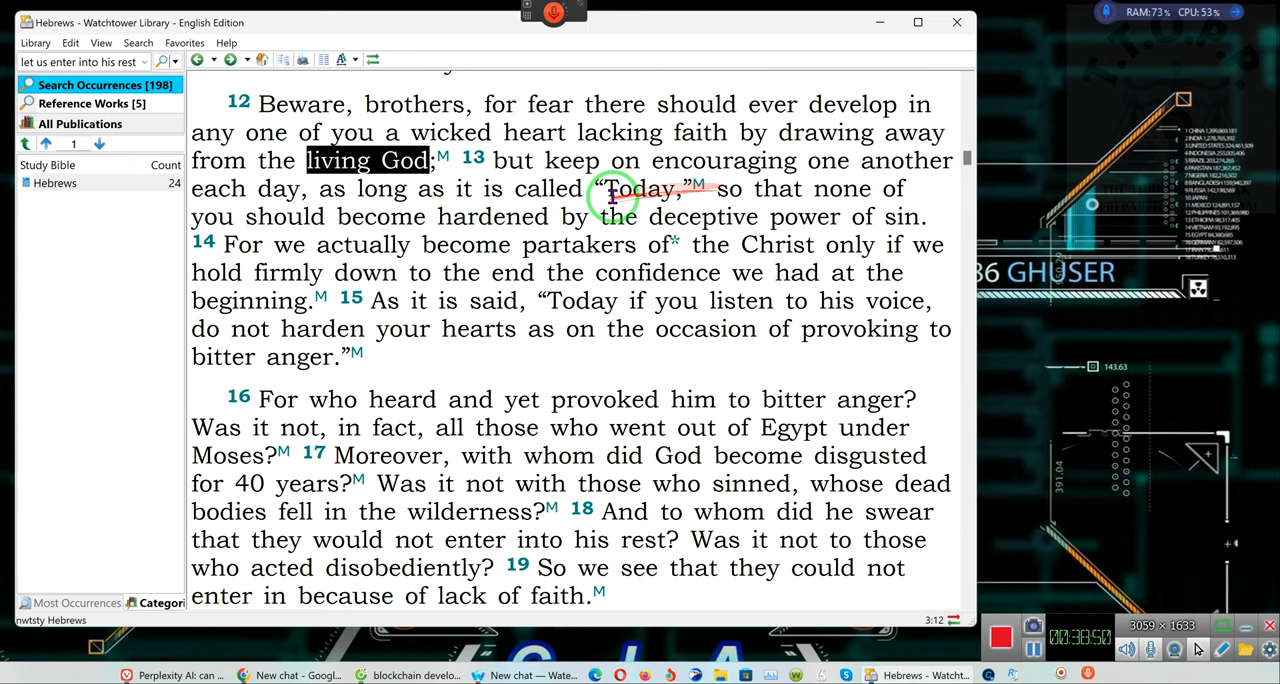 Hebrews - Watchtower Library - English Edition
RAM: 73% CPU: 53%
Library Edit View Search Favorites Help
let us enter into his rest
Search Occurrences [198]
Reference Works [5]
All Publications
1
Study Bible Count
Hebrews 24
12 Beware, brothers, for fear there should ever develop in
any one of you a wicked heart lacking faith by drawing away
from the living God;M 13 but keep on encouraging one another
each day, as long as it is called “Today,”M so that none of
you should become hardened by the deceptive power of sin.
14 For we actually become partakers of* the Christ only if we
hold firmly down to the end the confidence we had at the
beginning.M 15 As it is said, “Today if you listen to his voice,
do not harden your hearts as on the occasion of provoking to
bitter anger.”M
16 For who heard and yet provoked him to bitter anger?
Was it not, in fact, all those who went out of Egypt under
Moses?M 17 Moreover, with whom did God become disgusted
for 40 years?M Was it not with those who sinned, whose dead
bodies fell in the wilderness?M 18 And to whom did he swear
that they would not enter into his rest? Was it not to those
who acted disobediently? 19 So we see that they could not
enter in because of lack of faith.M
Most Occurrences Categori
nwtsty Hebrews
3:12
T.T.O.P.P.
1 CHINA 1,399,869,181
36 GHUSER
143.63
391.04
3059 × 1633
00:38:50
Perplexity AI: can ... New chat - Googl... blockchain develo... New chat — Wate... Hebrews - Watcht...